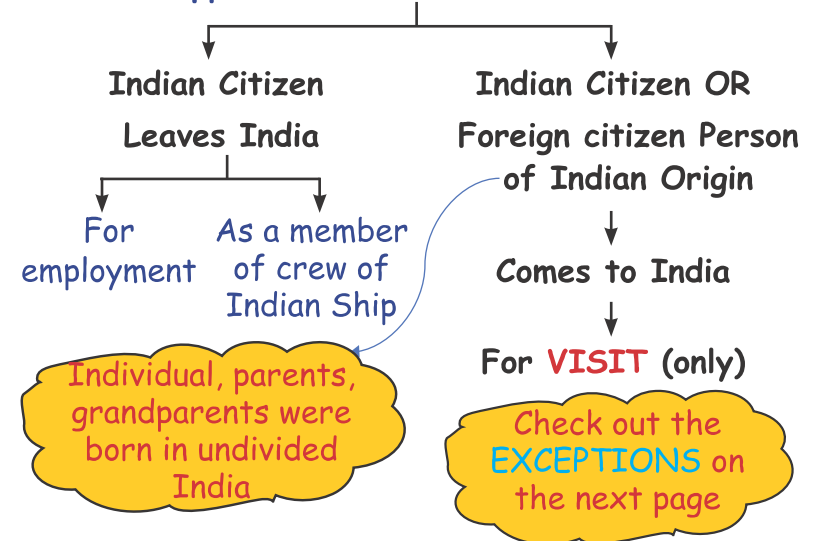 Indian Citizen
Leaves India
For
employment
As a member
of crew of
Indian Ship
Individual, parents,
grandparents were
born in undivided
India
Indian Citizen OR
Foreign citizen Person
of Indian Origin
Comes to India
For VISIT (only)
Check out the
EXCEPTIONS on
the next page